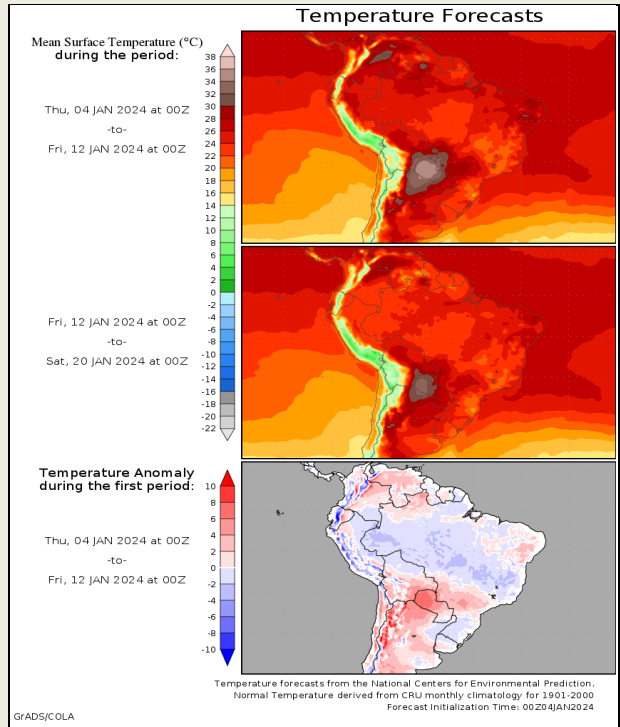 Temperature Forecasts
Mean Surface Temperature (°C)
during the period:
Thu, 04 JAN 2024 at 00Z
-to-
Fri, 12 JAN 2024 at 00Z
38
36
34
32
30
28
26
24
22
20
18
16
14
12
10
8
6
4
2
0
-2
-4
-6
-8
-10
-12
-14
-16
-18
-20
-22
Fri, 12 JAN 2024 at 00Z
-to-
Sat, 20 JAN 2024 at 00Z
Temperature Anomaly
during the first period:
Thu, 04 JAN 2024 at 00Z
-to-
Fri, 12 JAN 2024 at 00Z
10
8
6
4
2
0
-2
-4
-6
-8
-10
Temperature forecasts from the National Centers for Environmental Prediction.
Normal Temperature derived from CRU monthly climatology for 1901-2000
Forecast Initialization Time: 00Z04JAN2024
GrADS/COLA